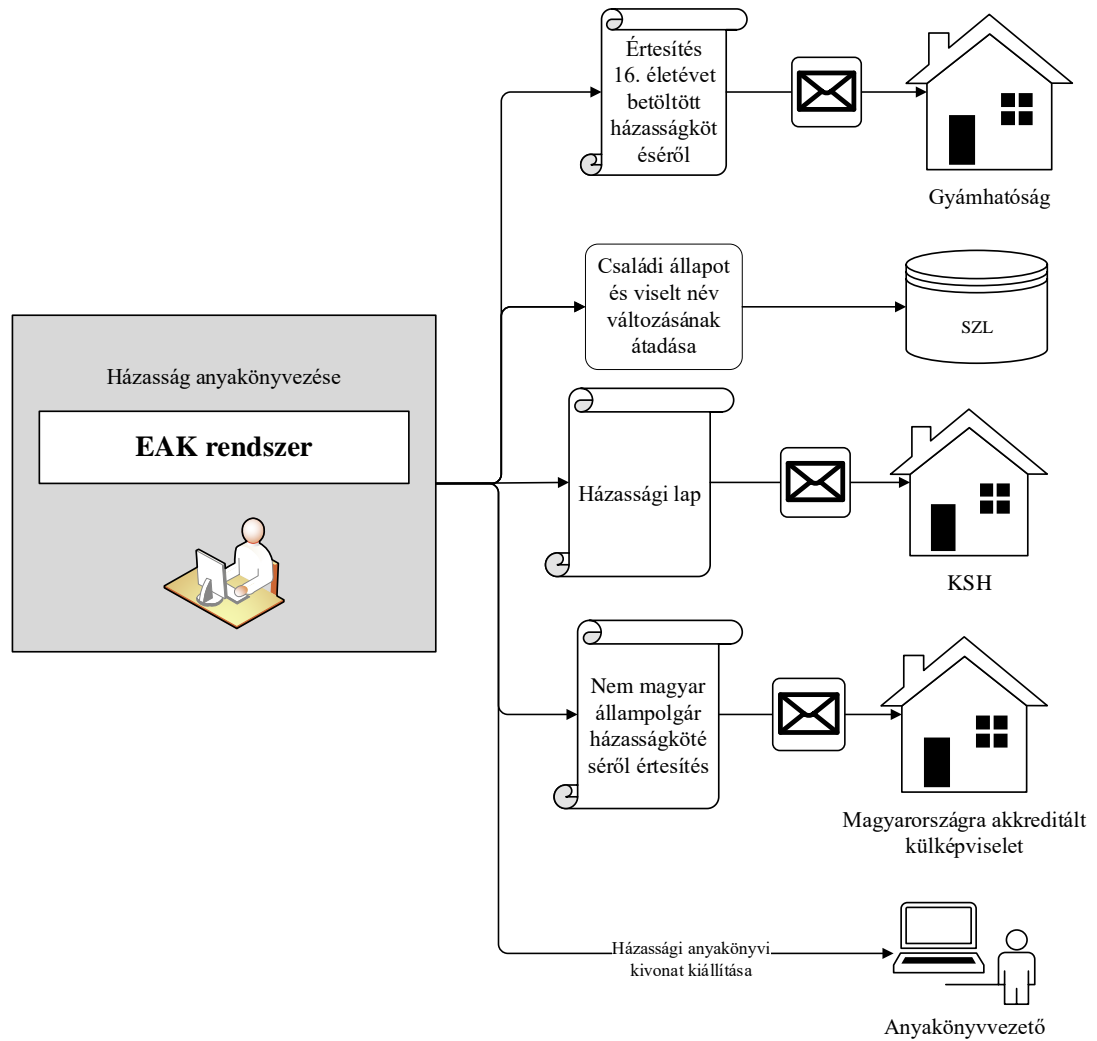 Értesítés
16. életévet
betöltött
házasságköt
éséről
Gyámhatóság
Családi állapot
és viselt név
változásának
átadása
SZL
Házasság anyakönyvezése
EAK rendszer
Házassági lap
KSH
Nem magyar
állampolgár
házasságköté
séről értesítés
Magyarországra akkreditált
külképviselet
Házassági anyakönyvi
kivonat kiállítása
Anyakönyvvezető